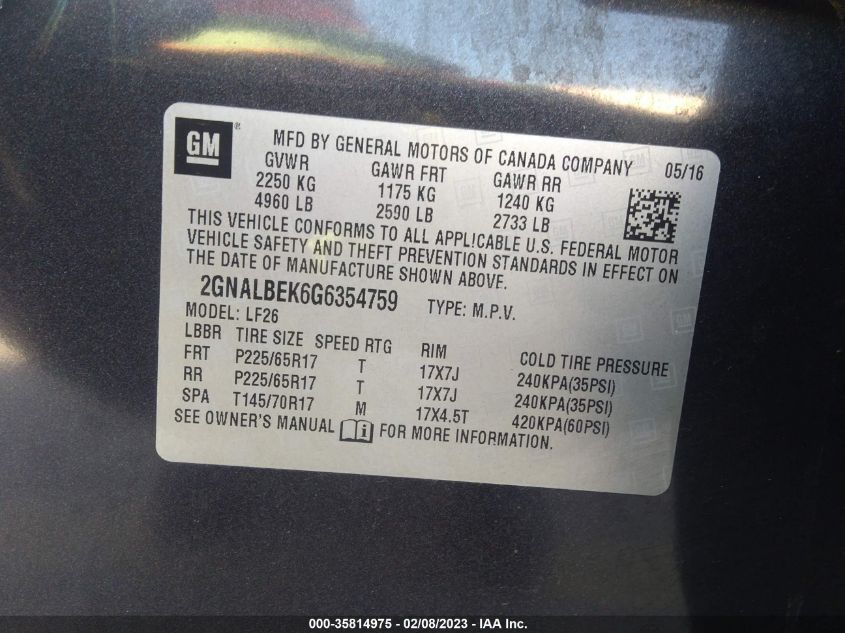 GM ®
MFD BY GENERAL MOTORS OF CANADA COMPANY 05/16
GVWR GAWR FRT GAWR RR
2250 KG 1175 KG 1240 KG
4960 LB 2590 LB 2733 LB
THIS VEHICLE CONFORMS TO ALL APPLICABLE U.S. FEDERAL MOTOR
VEHICLE SAFETY AND THEFT PREVENTION STANDARDS IN EFFECT ON
THE DATE OF MANUFACTURE SHOWN ABOVE.
2GNALBEK6G6354759 TYPE: M.P.V.
MODEL: LF26
LBBR TIRE SIZE SPEED RTG RIM COLD TIRE PRESSURE
FRT P225/65R17 T 17X7J 240KPA(35PSI)
RR P225/65R17 T 17X7J 240KPA(35PSI)
SPA T145/70R17 M 17X4.5T 420KPA(60PSI)
SEE OWNER'S MANUAL i FOR MORE INFORMATION.
000-35814975 - 02/08/2023 - IAA Inc.